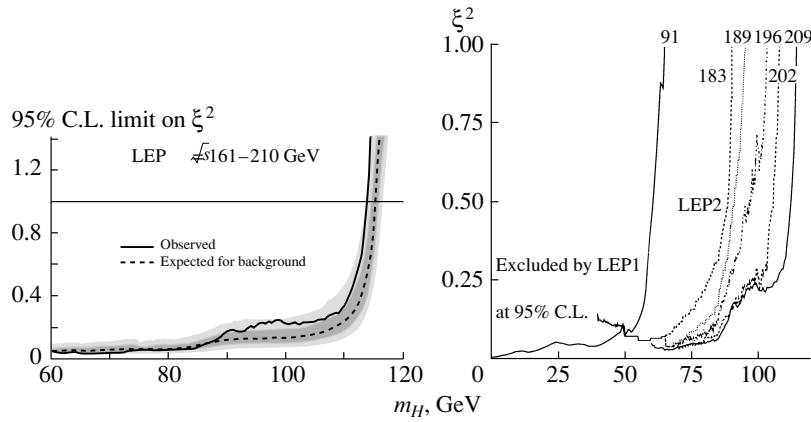 95% C.L. limit on ξ²
LEP √s 161–210 GeV
1.2
0.8
0.4
0
Observed
Expected for background
60
80
100
120
ξ²
1.00
0.75
0.50
0.25
91
189 196 209
183
202
LEP2
Excluded by LEP1
at 95% C.L.
0
50
75
100
m_H, GeV